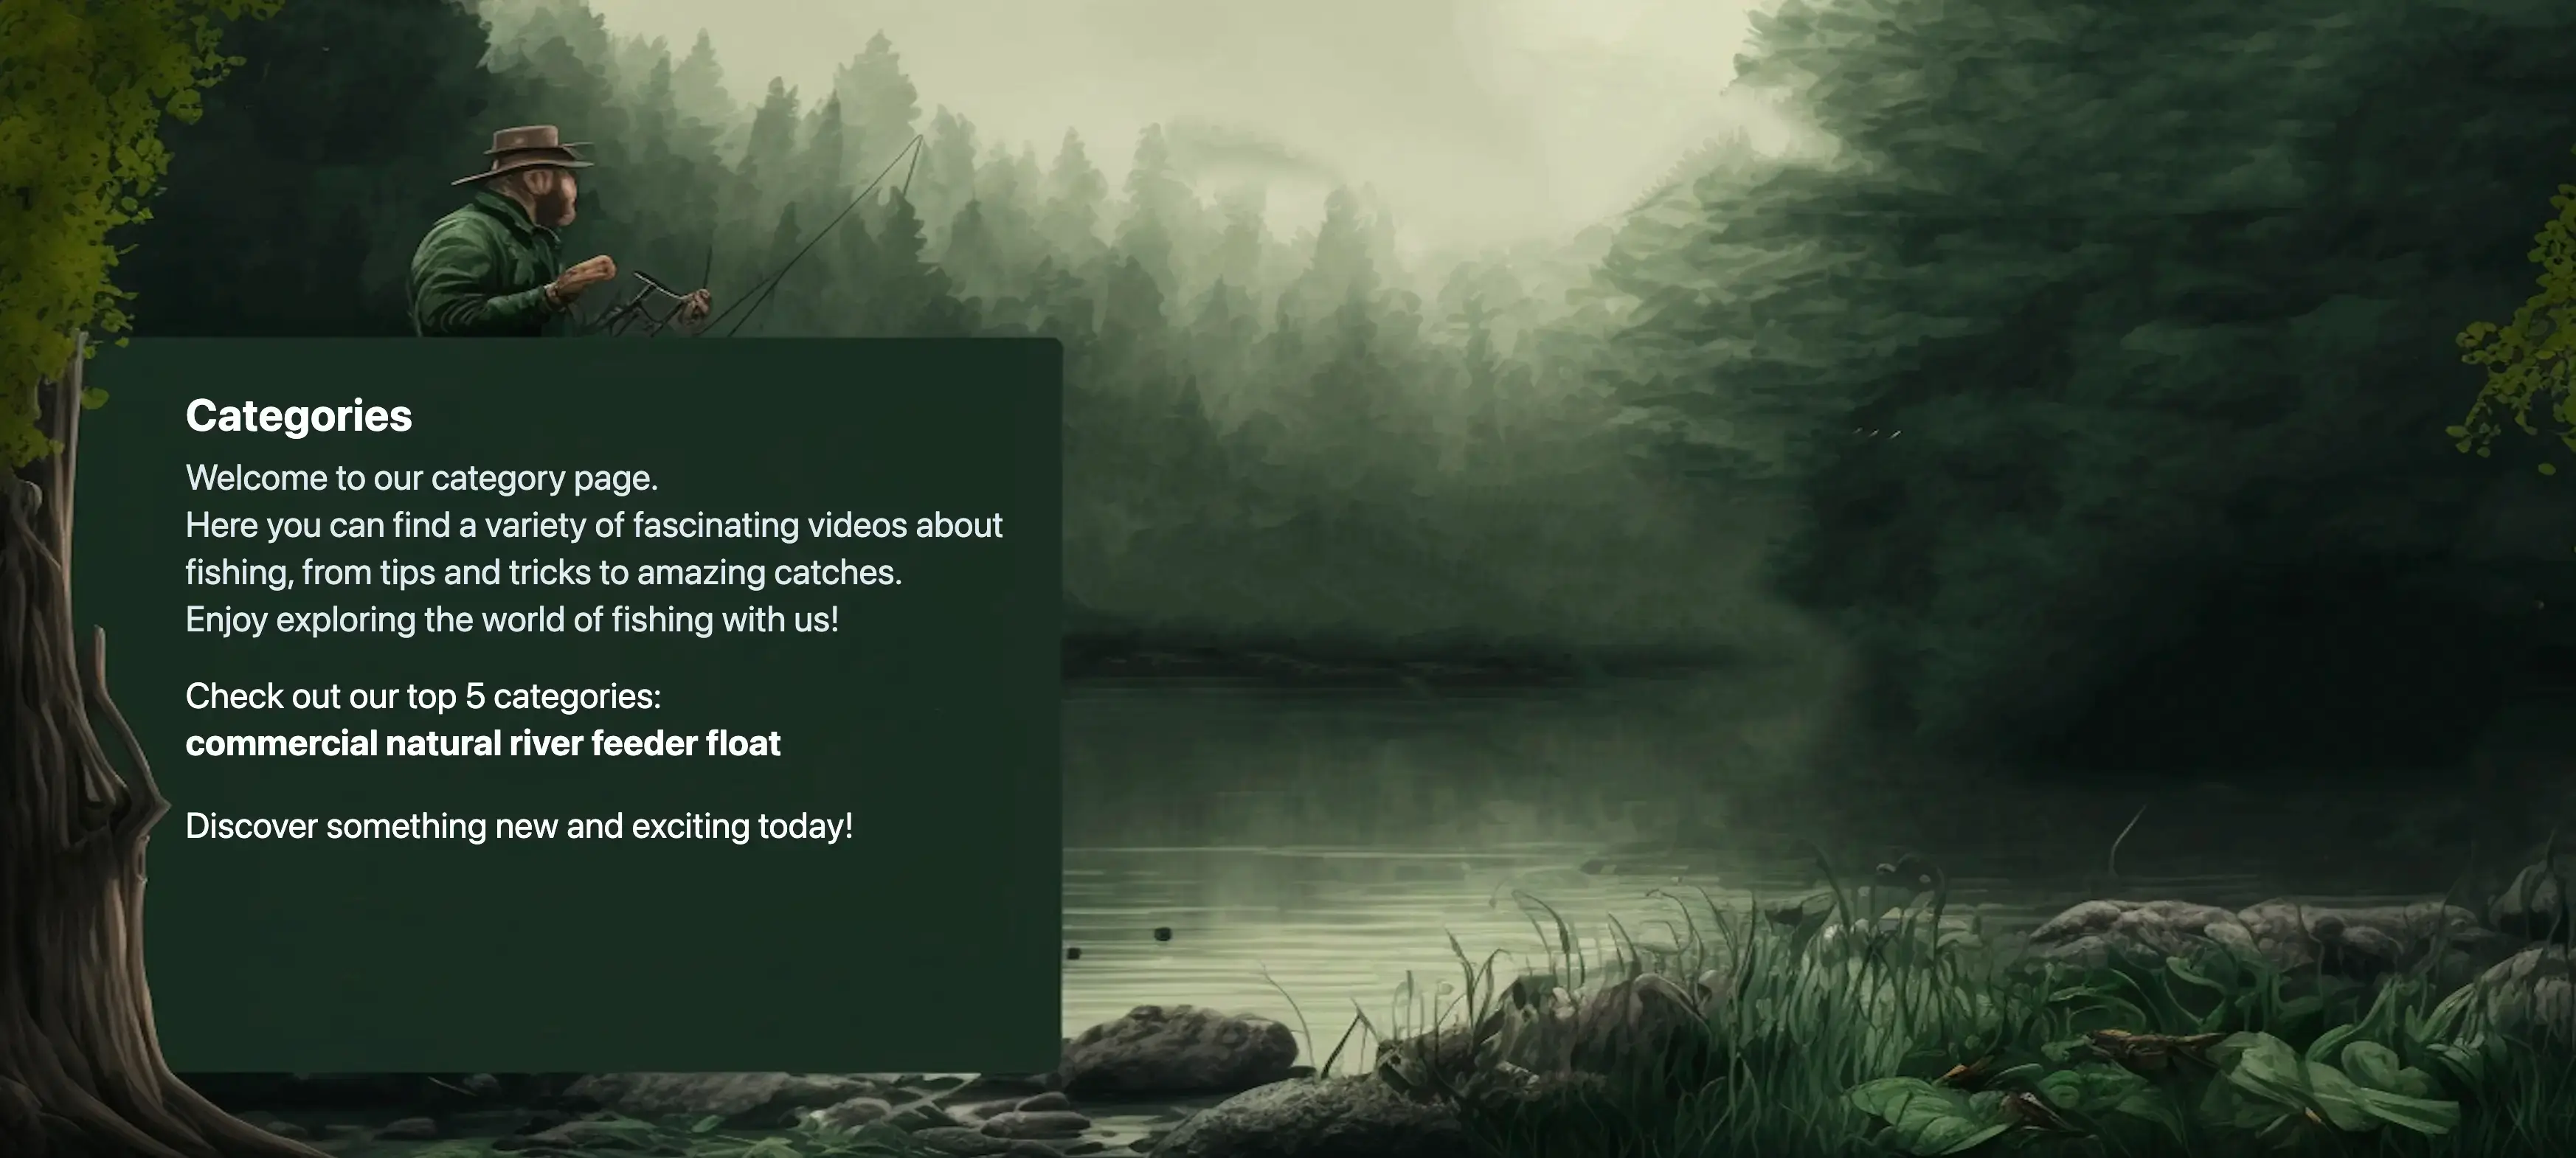 Categories
Welcome to our category page.
Here you can find a variety of fascinating videos about
fishing, from tips and tricks to amazing catches.
Enjoy exploring the world of fishing with us!
Check out our top 5 categories:
commercial natural river feeder float
Discover something new and exciting today!